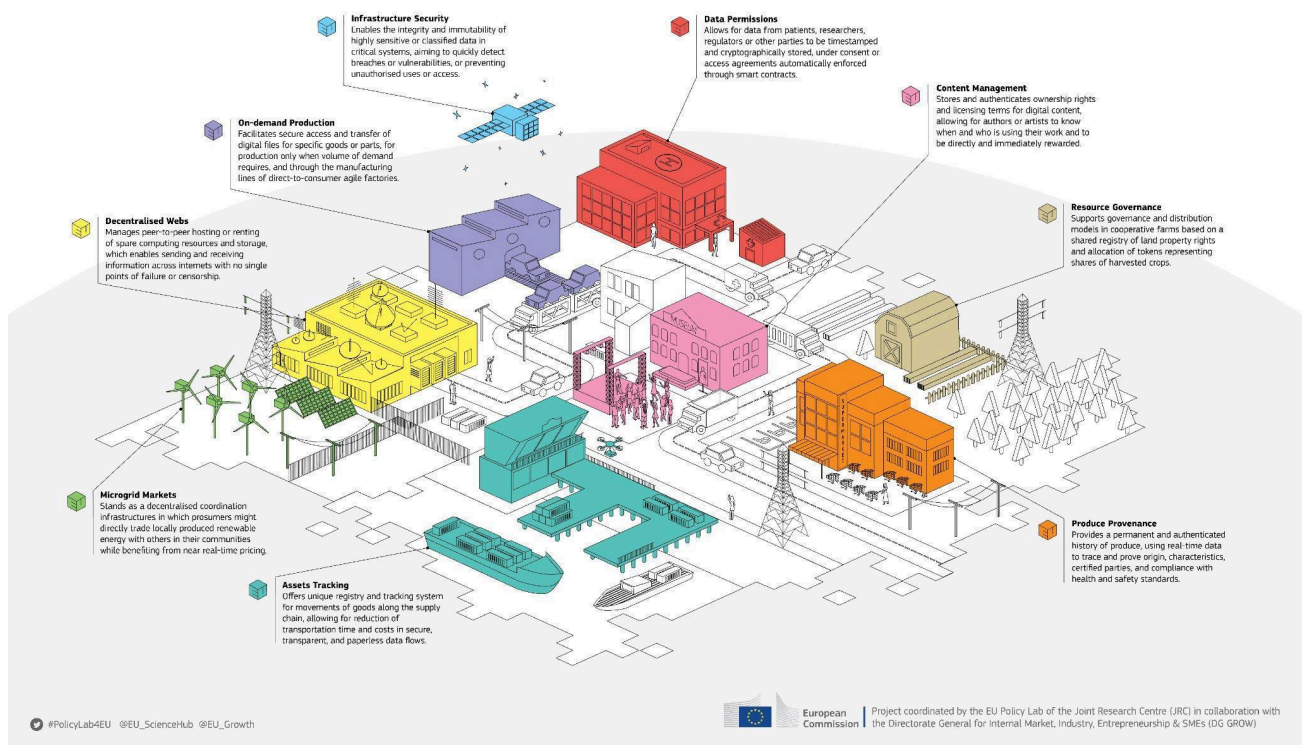 Infrastructure Security
Enables the integrity and immutability of
highly sensitive or classified data in
critical systems, aiming to quickly detect
breaches or vulnerabilities, or preventing
unauthorised uses or access.
Data Permissions
Allows for data from patients, researchers,
regulators or other parties to be timestamped
and cryptographically stored, under consent or
access agreements automatically enforced
through smart contracts.
Content Management
Stores and authenticates ownership rights
and licensing terms for digital content,
allowing for authors or artists to know
when and who is using their work and to
be directly and immediately rewarded.
On-demand Production
Facilitates secure access and transfer of
digital files for specific goods or parts, for
production only when volume of demand
requires, and through the manufacturing
lines of direct-to-consumer agile factories.
Decentralised Webs
Manages peer-to-peer hosting or renting
of spare computing resources and storage,
which enables sending and receiving
information across internets with no single
points of failure or censorship.
Resource Governance
Supports governance and distribution
models in cooperative farms based on a
shared registry of land property rights
and allocation of tokens representing
shares of harvested crops.
MUSEUM
SUPERMARKET
Microgrid Markets
Stands as a decentralised coordination
infrastructures in which prosumers might
directly trade locally produced renewable
energy with others in their communities
while benefiting from near real-time pricing.
Produce Provenance
Provides a permanent and authenticated
history of produce, using real-time data
to trace and prove origin, characteristics,
certified parties, and compliance with
health and safety standards.
Assets Tracking
Offers unique registry and tracking system
for movements of goods along the supply
chain, allowing for reduction of
transportation time and costs in secure,
transparent, and paperless data flows.
#PolicyLab4EU @EU_ScienceHub @EU_Growth
European
Commission
Project coordinated by the EU Policy Lab of the Joint Research Centre (JRC) in collaboration with
the Directorate General for Internal Market, Industry, Entrepreneurship & SMEs (DG GROW)